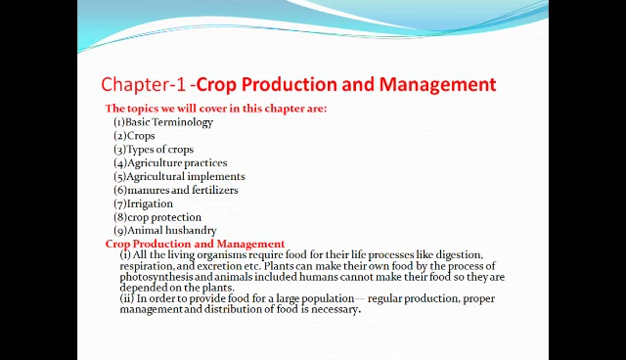 Chapter-1 -Crop Production and Management
The topics we will cover in this chapter are:
(1)Basic Terminology
(2)Crops
(3)Types of crops
(4)Agriculture practices
(5)Agricultural implements
(6)manures and fertilizers
(7)Irrigation
(8)crop protection
(9)Animal husbandry
Crop Production and Management
(i) All the living organisms require food for their life processes like digestion,
respiration, and excretion etc. Plants can make their own food by the process of
photosynthesis and animals included humans cannot make their food so they are
depended on the plants.
(ii) In order to provide food for a large population— regular production, proper
management and distribution of food is necessary.